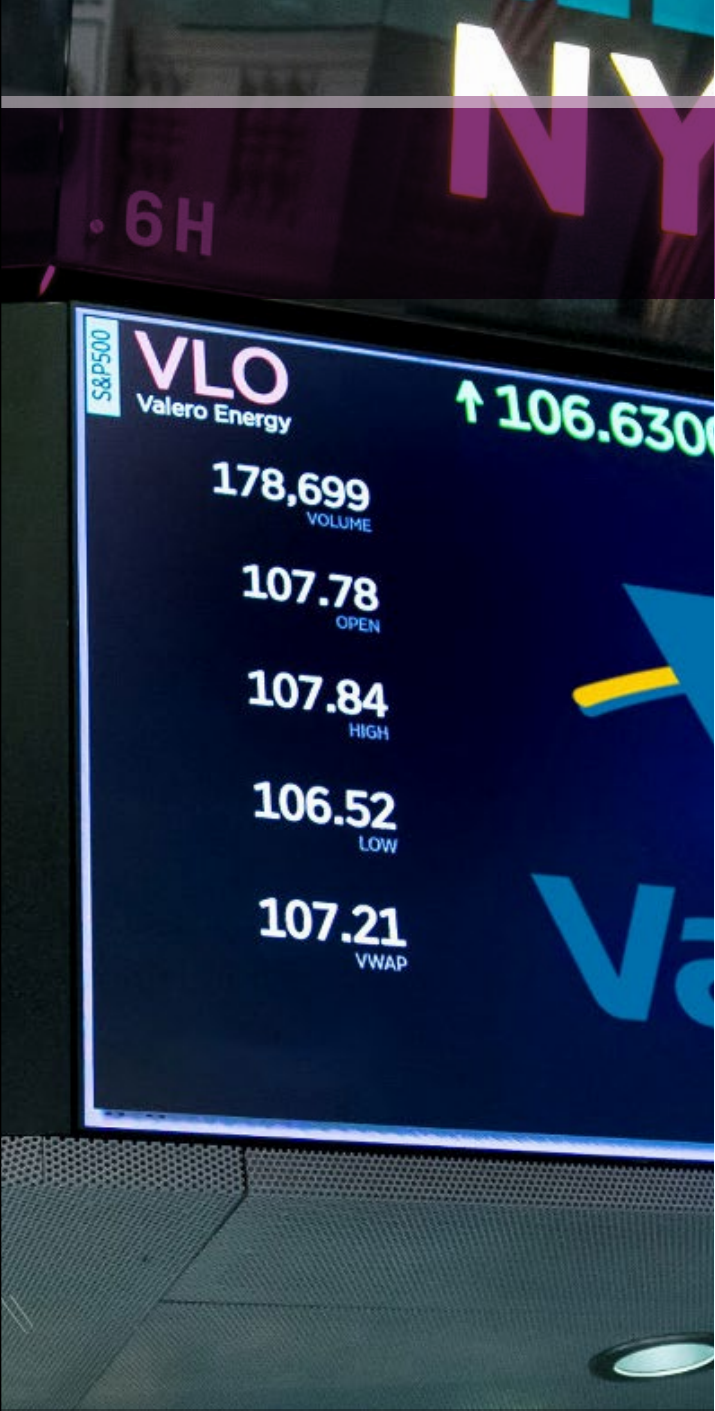 NY
. 6H
S&P500
VLO
Valero Energy
↑ 106.630
178,699
VOLUME
107.78
OPEN
107.84
HIGH
106.52
LOW
107.21
VWAP
Va